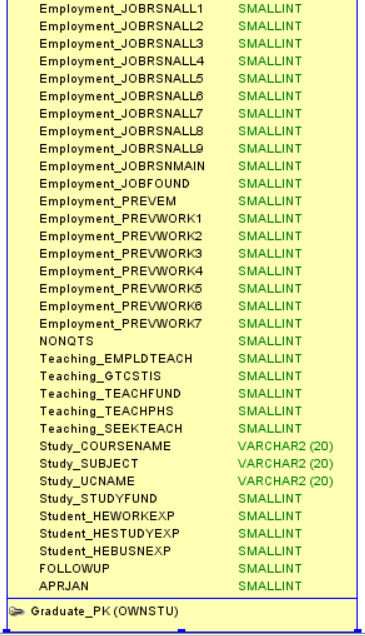 Employment_JOBRSNALL1 SMALLINT
Employment_JOBRSNALL2 SMALLINT
Employment_JOBRSNALL3 SMALLINT
Employment_JOBRSNALL4 SMALLINT
Employment_JOBRSNALL5 SMALLINT
Employment_JOBRSNALL6 SMALLINT
Employment_JOBRSNALL7 SMALLINT
Employment_JOBRSNALL8 SMALLINT
Employment_JOBRSNALL9 SMALLINT
Employment_JOBRSNMAIN SMALLINT
Employment_JOBFOUND SMALLINT
Employment_PREVEM SMALLINT
Employment_PREVWORK1 SMALLINT
Employment_PREVWORK2 SMALLINT
Employment_PREVWORK3 SMALLINT
Employment_PREVWORK4 SMALLINT
Employment_PREVWORK5 SMALLINT
Employment_PREVWORK6 SMALLINT
Employment_PREVWORK7 SMALLINT
NONQTS SMALLINT
Teaching_EMPLDTEACH SMALLINT
Teaching_GTCSTIS SMALLINT
Teaching_TEACHFUND SMALLINT
Teaching_TEACHPHS SMALLINT
Teaching_SEEKTEACH SMALLINT
Study_COURSENAME VARCHAR2 (20)
Study_SUBJECT VARCHAR2 (20)
Study_UCNAME VARCHAR2 (20)
Study_STUDYFUND SMALLINT
Student_HEWORKEXP SMALLINT
Student_HESTUDYEXP SMALLINT
Student_HEBUSNEXP SMALLINT
FOLLOWUP SMALLINT
APRJAN SMALLINT
Graduate_PK (OWNSTU)